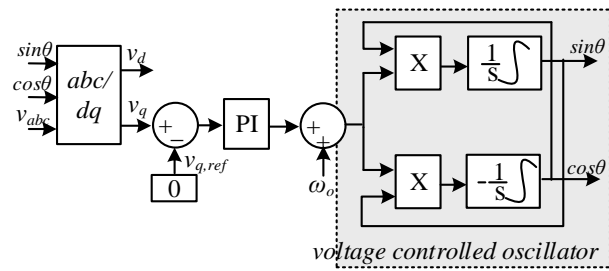 sinθ
cosθ
v_abc
abc/
dq
v_d
v_q
+
−
v_q,ref
0
PI
+
+
ω_o
X
1/s ∫
sinθ
X
-1/s ∫
cosθ
voltage controlled oscillator